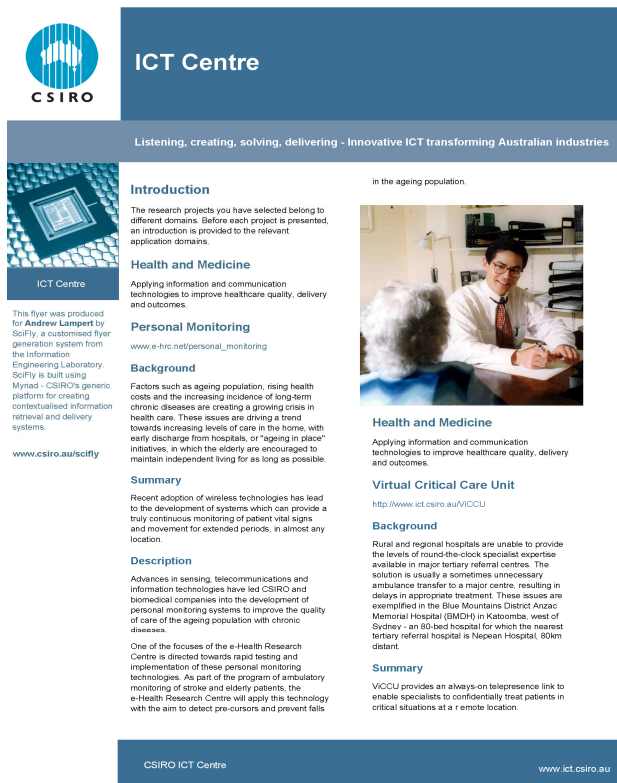 CSIRO
ICT Centre
Listening, creating, solving, delivering - Innovative ICT transforming Australian industries
ICT Centre
This flyer was produced
for Andrew Lampert by
SciFly, a customised flyer
generation system from
the Information
Engineering Laboratory.
SciFly is built using
Myriad - CSIRO's generic
platform for creating
contextualised information
retrieval and delivery
systems.
www.csiro.au/scifly
Introduction
The research projects you have selected belong to
different domains. Before each project is presented,
an introduction is provided to the relevant
application domains.
Health and Medicine
Applying information and communication
technologies to improve healthcare quality, delivery
and outcomes.
Personal Monitoring
www.e-hrc.net/personal_monitoring
Background
Factors such as ageing population, rising health
costs and the increasing incidence of long-term
chronic diseases are creating a growing crisis in
health care. These issues are driving a trend
towards increasing levels of care in the home, with
early discharge from hospitals, or "ageing in place"
initiatives, in which the elderly are encouraged to
maintain independent living for as long as possible.
Summary
Recent adoption of wireless technologies has lead
to the development of systems which can provide a
truly continuous monitoring of patient vital signs
and movement for extended periods, in almost any
location.
Description
Advances in sensing, telecommunications and
information technologies have led CSIRO and
biomedical companies into the development of
personal monitoring systems to improve the quality
of care of the ageing population with chronic
diseases.
One of the focuses of the e-Health Research
Centre is directed towards rapid testing and
implementation of these personal monitoring
technologies. As part of the program of ambulatory
monitoring of stroke and elderly patients, the
e-Health Research Centre will apply this technology
with the aim to detect pre-cursors and prevent falls
in the ageing population.
Health and Medicine
Applying information and communication
technologies to improve healthcare quality, delivery
and outcomes.
Virtual Critical Care Unit
http://www.ict.csiro.au/ViCCU
Background
Rural and regional hospitals are unable to provide
the levels of round-the-clock specialist expertise
available in major tertiary referral centres. The
solution is usually a sometimes unnecessary
ambulance transfer to a major centre, resulting in
delays in appropriate treatment. These issues are
exemplified in the Blue Mountains District Anzac
Memorial Hospital (BMDH) in Katoomba, west of
Sydney - an 80-bed hospital for which the nearest
tertiary referral hospital is Nepean Hospital, 80km
distant.
Summary
ViCCU provides an always-on telepresence link to
enable specialists to confidentially treat patients in
critical situations at a r emote location.
CSIRO ICT Centre
www.ict.csiro.au